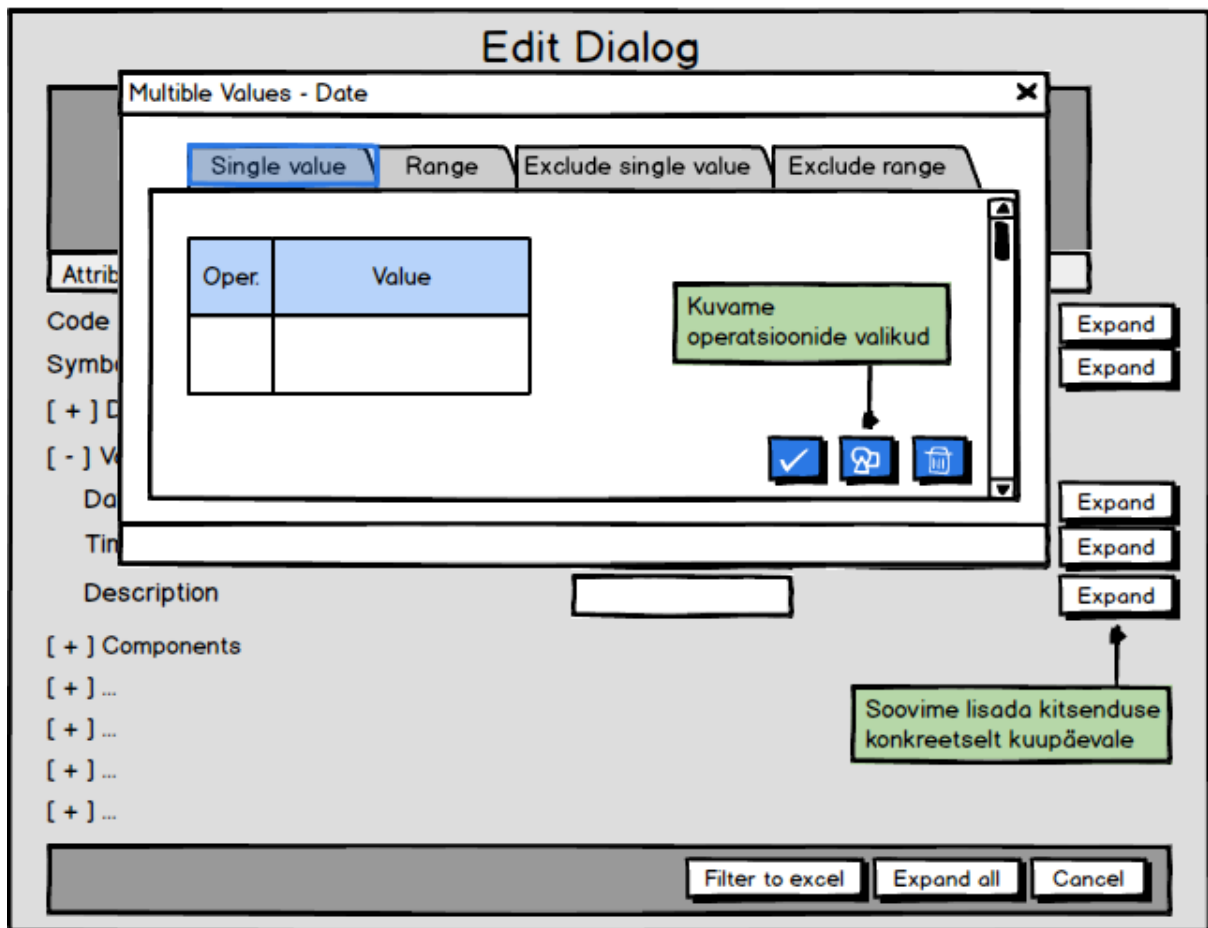 Edit Dialog
Multible Values - Date
Single value
Range
Exclude single value
Exclude range
Oper.
Value
Kuvame
operatsioonide valikud
Attrib
Code
Expand
Symb
Expand
[ + ] D
[ - ] V
Da
Expand
Tim
Expand
Description
Expand
[ + ] Components
[ + ] ...
[ + ] ...
[ + ] ...
[ + ] ...
Soovime lisada kitsenduse
konkreetselt kuupäevale
Filter to excel
Expand all
Cancel